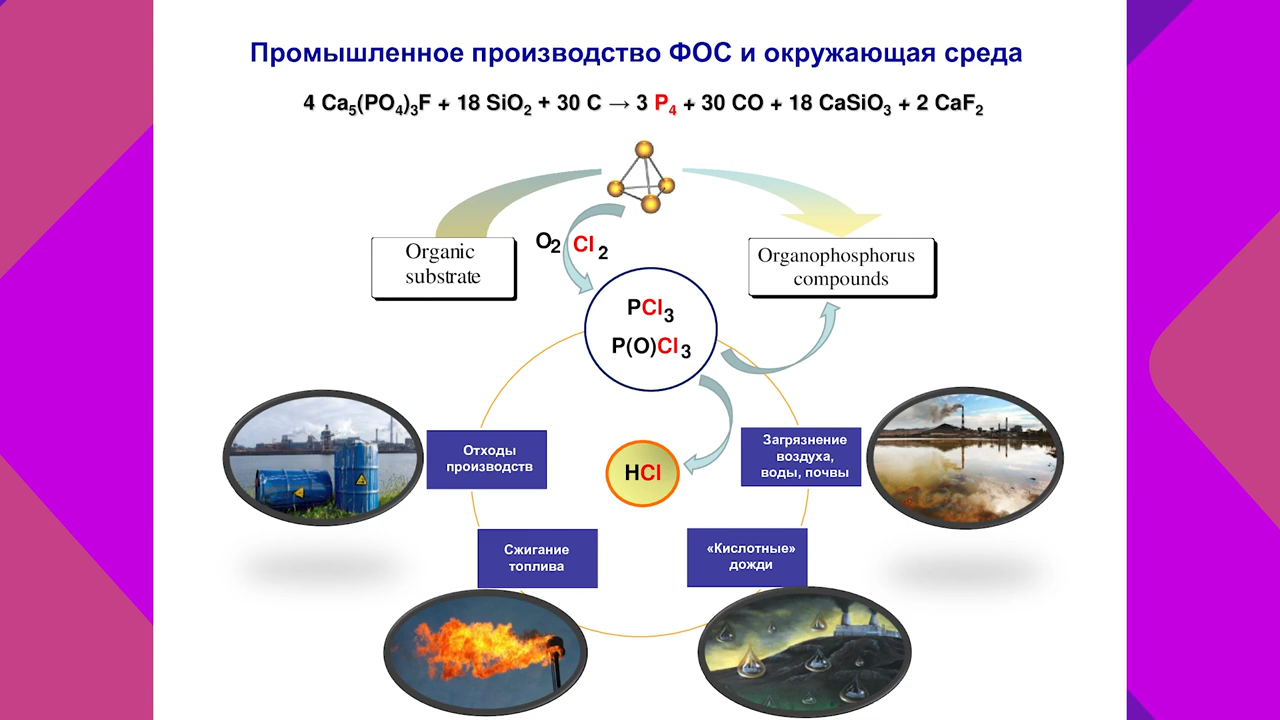 Промышленное производство ФОС и окружающая среда
4 Ca₅(PO₄)₃F + 18 SiO₂ + 30 C → 3 P₄ + 30 CO + 18 CaSiO₃ + 2 CaF₂
O₂ Cl₂
Organic
substrate
Organophosphorus
compounds
PCl₃
P(O)Cl₃
HCl
Отходы
производств
Загрязнение
воздуха,
воды, почвы
Сжигание
топлива
«Кислотные»
дожди